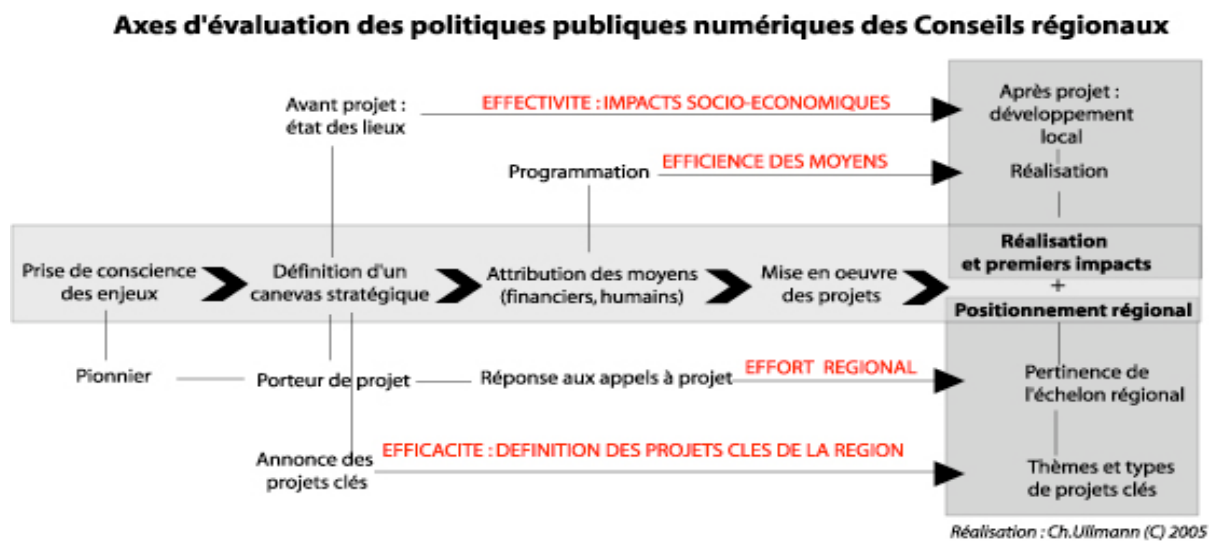 Axes d'évaluation des politiques publiques numériques des Conseils régionaux
Avant projet :
état des lieux
EFFECTIVITE : IMPACTS SOCIO-ECONOMIQUES
Après projet :
développement
local
Programmation
EFFICIENCE DES MOYENS
Réalisation
Prise de conscience
des enjeux
Définition d'un
canevas stratégique
Attribution des moyens
(financiers, humains)
Mise en oeuvre
des projets
Réalisation
et premiers impacts
+
Positionnement régional
Pionnier
Porteur de projet
Réponse aux appels à projet
EFFORT REGIONAL
Pertinence de
l'échelon régional
Annonce des
projets clés
EFFICACITE : DEFINITION DES PROJETS CLES DE LA REGION
Thèmes et types
de projets clés
Réalisation : Ch.Ullmann (C) 2005